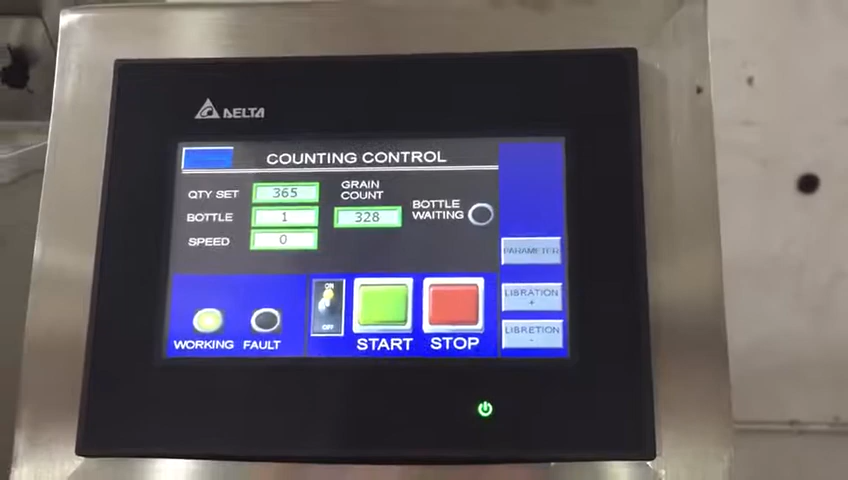 DELTA
COUNTING CONTROL
QTY SET 365
GRAIN
COUNT
328
BOTTLE 1
BOTTLE
WAITING
SPEED 0
PARAMETER
LIBRATION
+
LIBRETION
-
ON
OFF
WORKING
FAULT
START
STOP